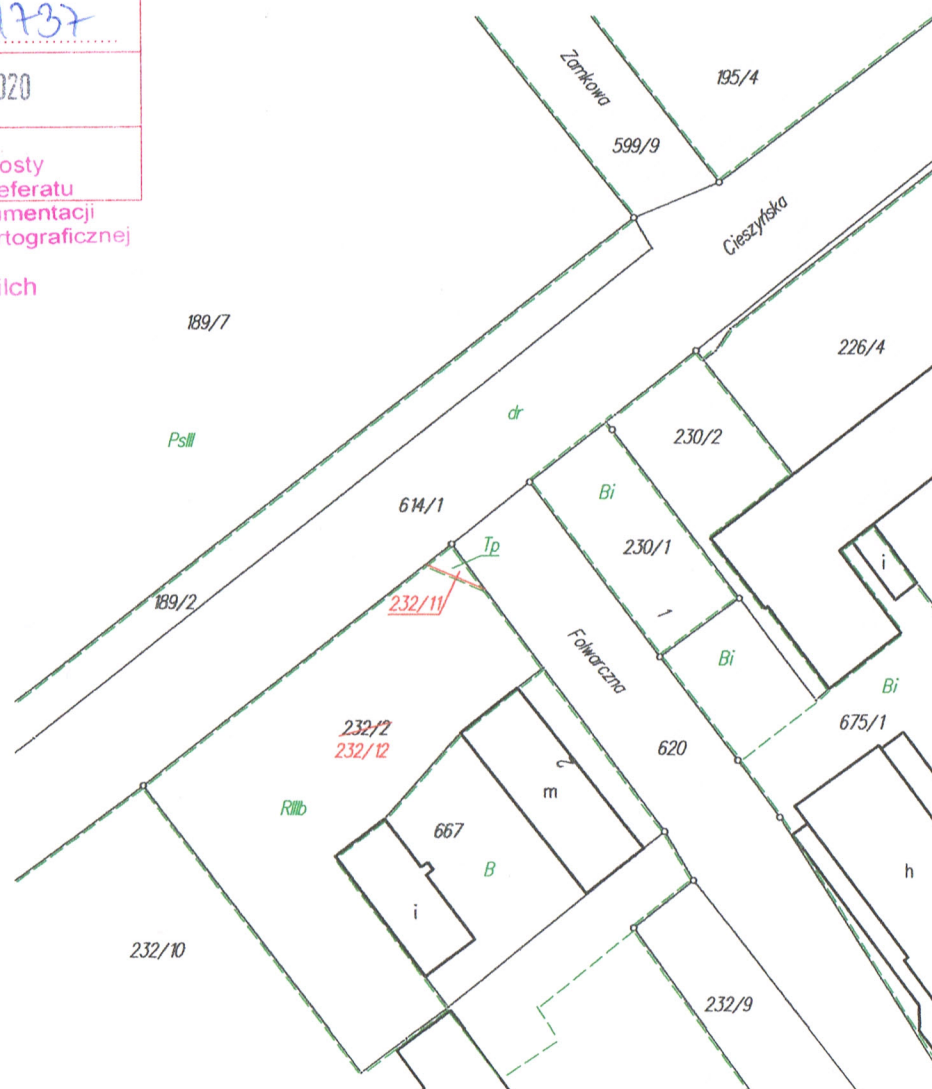 1737
020
osty
eferatu
umentacji
rtograficznej
ilch
Zamkowa
195/4
599/9
Cieszyńska
189/7
226/4
PsIII
dr
230/2
Bi
614/1
230/1
Tp
i
189/2
232/11
1
Folwarczna
Bi
Bi
232/2
675/1
232/12
620
m
2
RIIIb
667
B
h
i
232/10
232/9